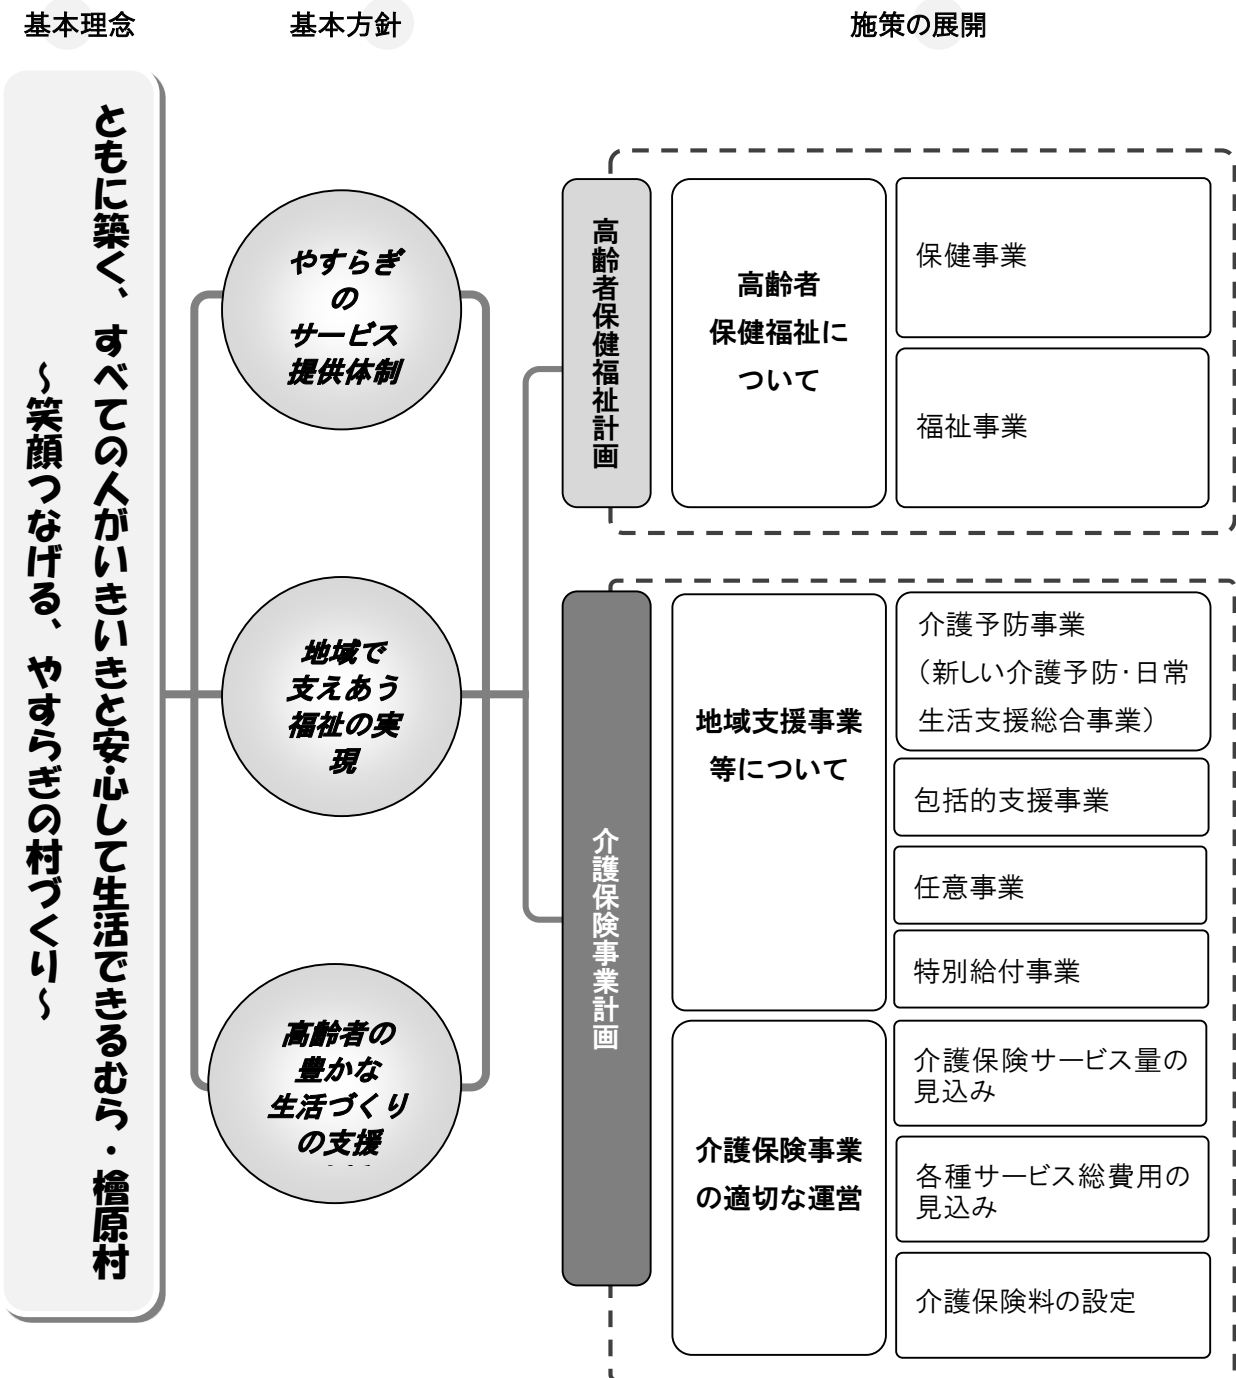 基本理念
基本方針
施策の展開
ともに築く、すべての人がいきいきと安心して生活できるむら・檜原村
～笑顔つなげる、やすらぎの村づくり～
やすらぎ
の
サービス
提供体制
地域で
支えあう
福祉の実
現
高齢者の
豊かな
生活づくり
の支援
高齢者保健福祉計画
高齢者
保健福祉に
ついて
保健事業
福祉事業
介護保険事業計画
地域支援事業
等について
介護予防事業
（新しい介護予防・日常
生活支援総合事業）
包括的支援事業
任意事業
特別給付事業
介護保険事業
の適切な運営
介護保険サービス量の
見込み
各種サービス総費用の
見込み
介護保険料の設定